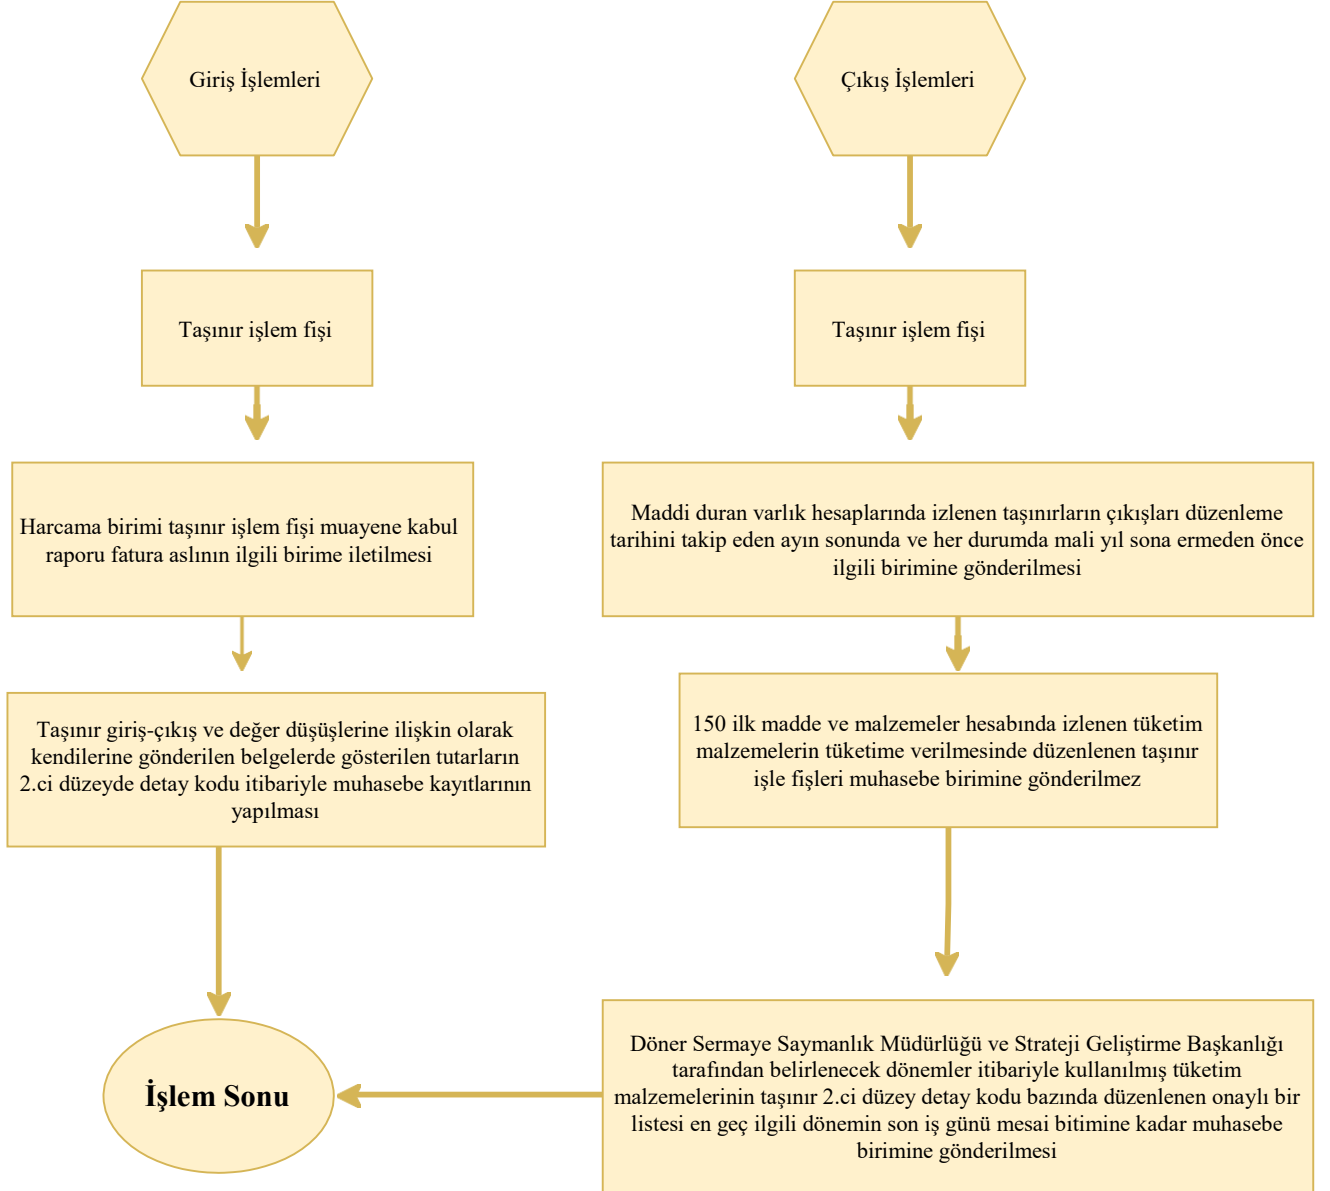 Giriş İşlemleri
Taşınır işlem fişi
Harcama birimi taşınır işlem fişi muayene kabul
raporu fatura aslının ilgili birime iletilmesi
Taşınır giriş-çıkış ve değer düşüşlerine ilişkin olarak
kendilerine gönderilen belgelerde gösterilen tutarların
2.ci düzeyde detay kodu itibariyle muhasebe kayıtlarının
yapılması
Çıkış İşlemleri
Taşınır işlem fişi
Maddi duran varlık hesaplarında izlenen taşınırların çıkışları düzenleme
tarihini takip eden ayın sonunda ve her durumda mali yıl sona ermeden önce
ilgili birimine gönderilmesi
150 ilk madde ve malzemeler hesabında izlenen tüketim
malzemelerin tüketime verilmesinde düzenlenen taşınır
işle fişleri muhasebe birimine gönderilmez
Döner Sermaye Saymanlık Müdürlüğü ve Strateji Geliştirme Başkanlığı
tarafından belirlenecek dönemler itibariyle kullanılmış tüketim
malzemelerinin taşınır 2.ci düzey detay kodu bazında düzenlenen onaylı bir
listesi en geç ilgili dönemin son iş günü mesai bitimine kadar muhasebe
birimine gönderilmesi
İşlem Sonu